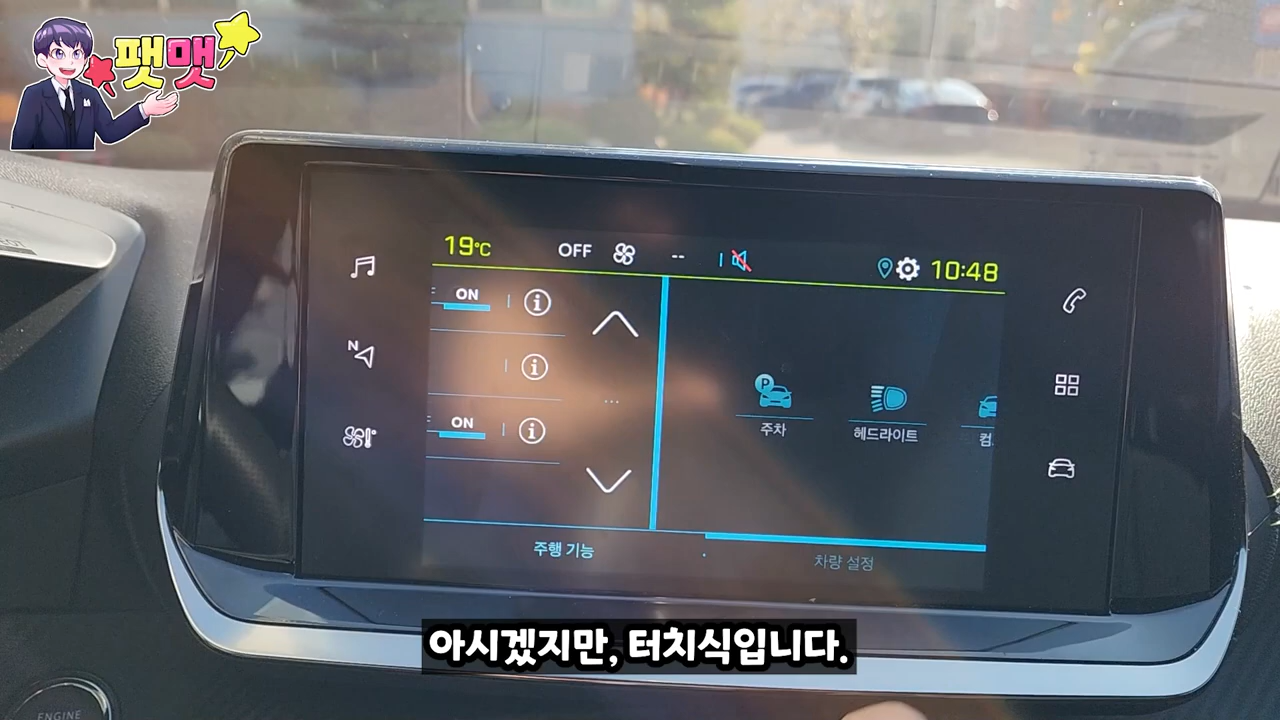 팻맷
19°C OFF -- 10:48
ON
N
ON
P
주차
헤드라이트
컴
주행 기능
차량 설정
아시겠지만, 터치식입니다.
ENGINE